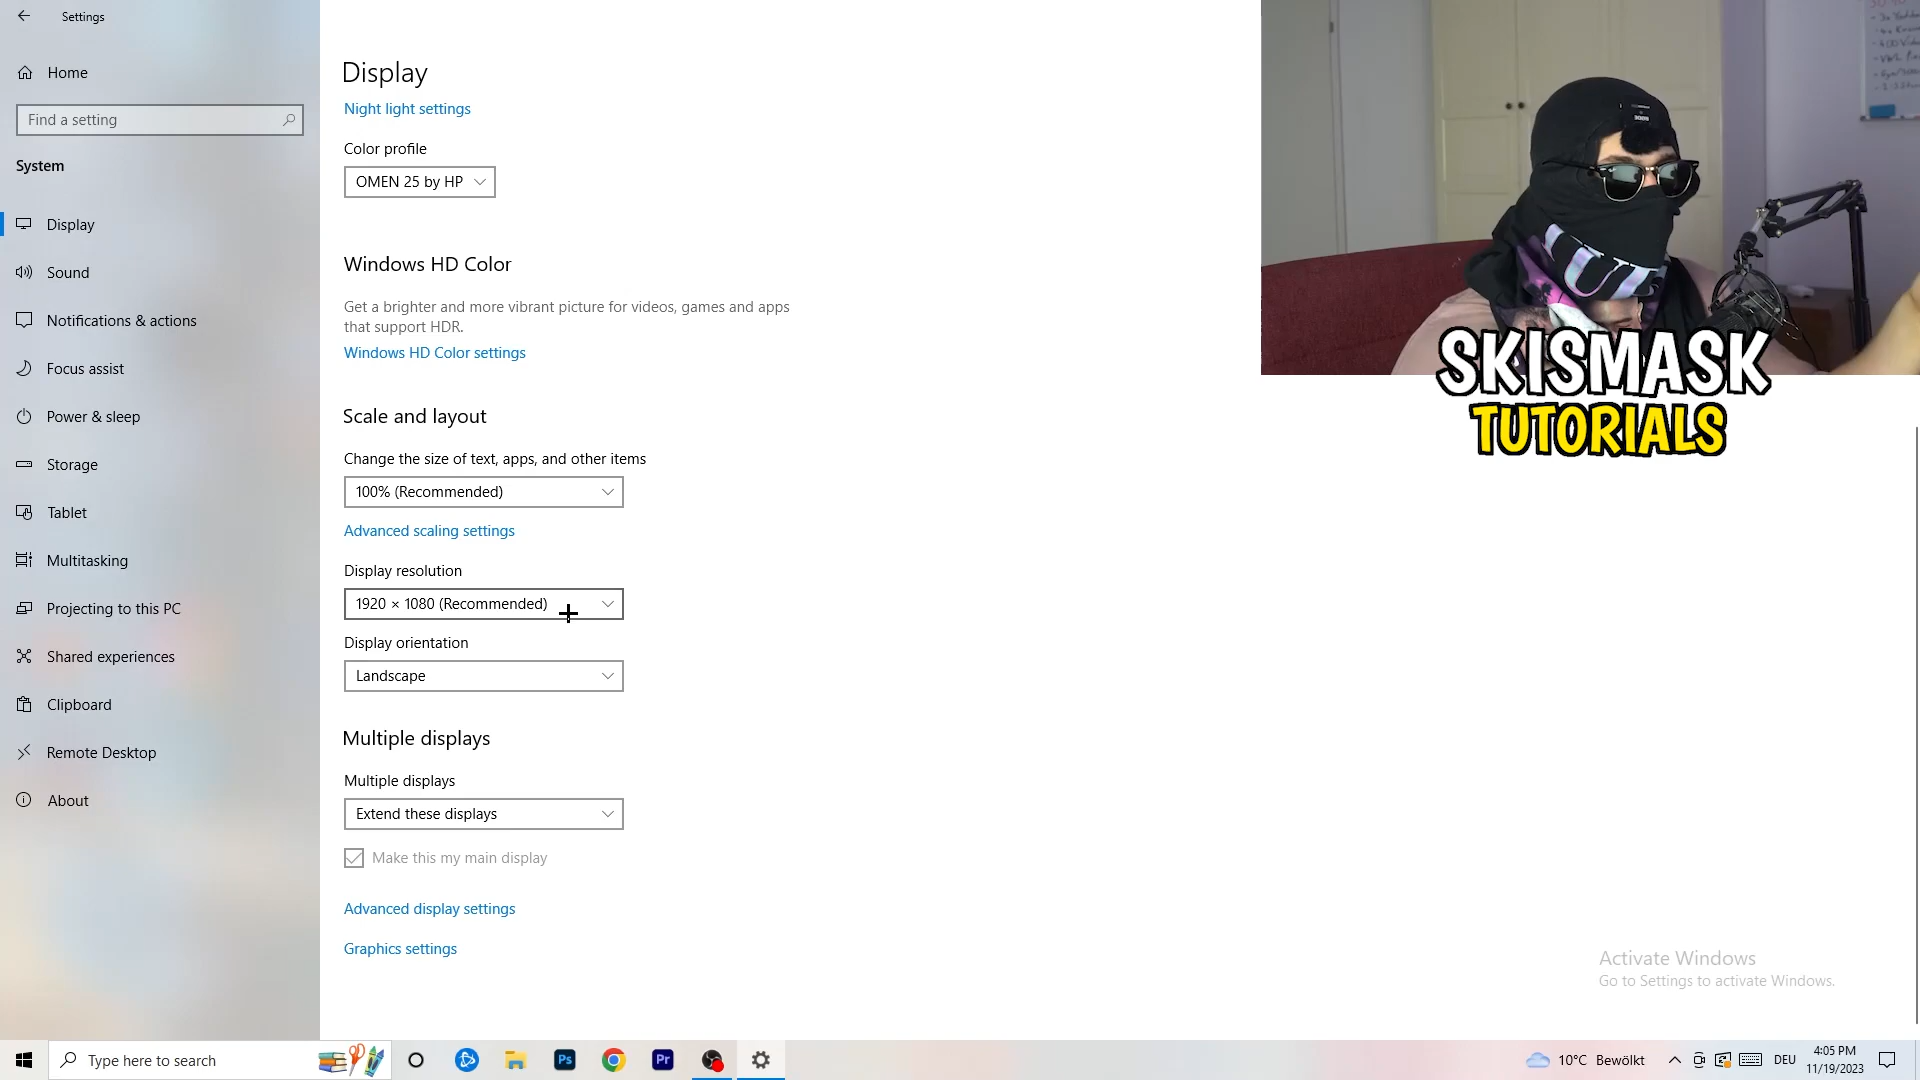 Settings
Home
Find a setting
System
Display
Sound
Notifications & actions
Focus assist
Power & sleep
Storage
Tablet
Multitasking
Projecting to this PC
Shared experiences
Clipboard
Remote Desktop
About
Display
Night light settings
Color profile
OMEN 25 by HP
Windows HD Color
Get a brighter and more vibrant picture for videos, games and apps
that support HDR.
Windows HD Color settings
Scale and layout
Change the size of text, apps, and other items
100% (Recommended)
Advanced scaling settings
Display resolution
1920 × 1080 (Recommended)
Display orientation
Landscape
Multiple displays
Multiple displays
Extend these displays
Make this my main display
Advanced display settings
Graphics settings
SKISMASK
TUTORIALS
Activate Windows
Go to Settings to activate Windows.
Type here to search
Ps
Pr
10°C Bewölkt
DEU
4:05 PM
11/19/2023